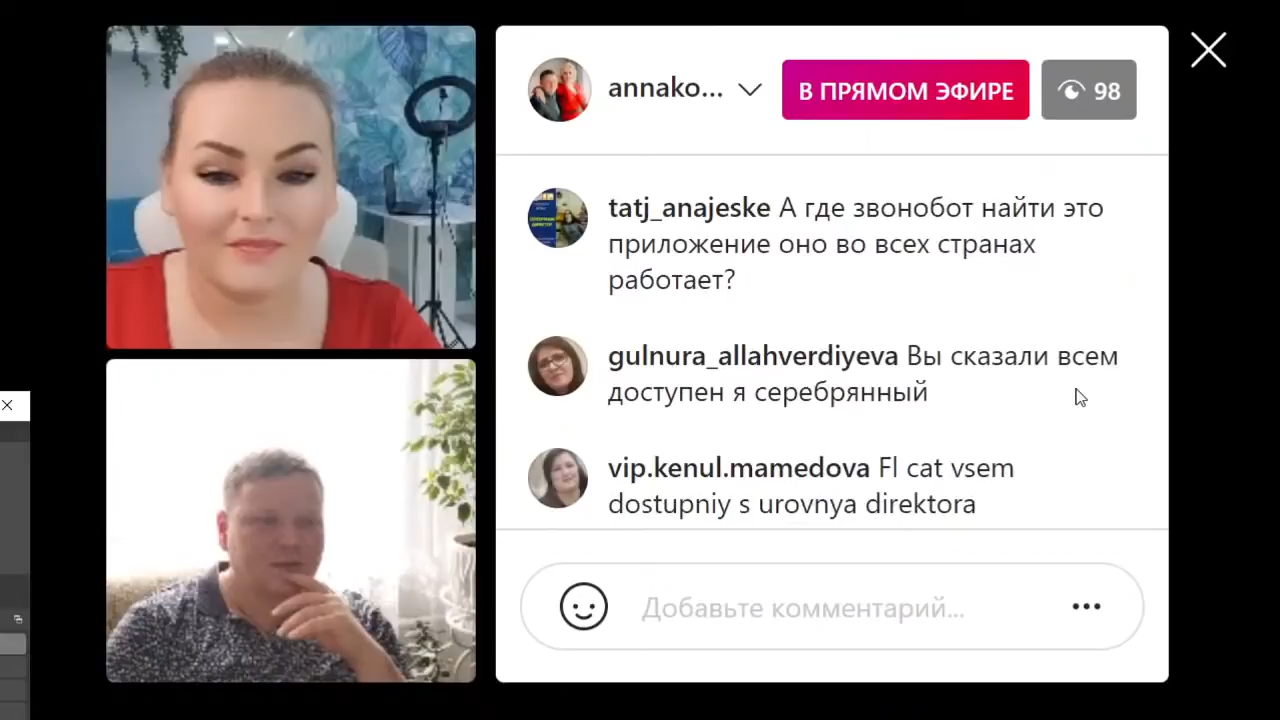 annako...
В ПРЯМОМ ЭФИРЕ
98
tatj_anajeske А где звонобот найти это
приложение оно во всех странах
работает?
gulnura_allahverdiyeva Вы сказали всем
доступен я серебрянный
vip.kenul.mamedova Fl cat vsem
dostupniy s urovnya direktora
Добавьте комментарий...